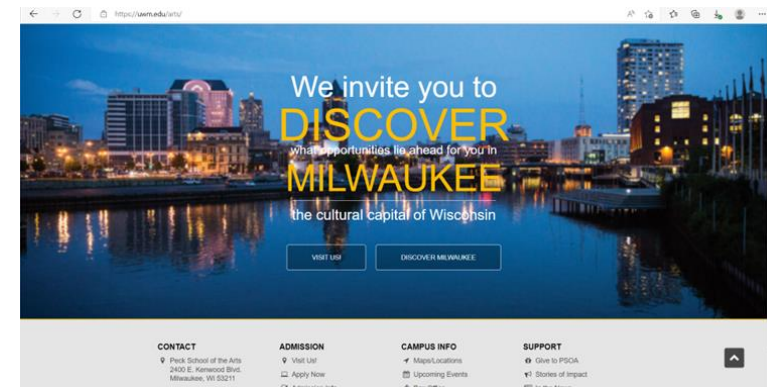 https://uwm.edu/arts/
We invite you to
DISCOVER
what opportunities lie ahead for you in
MILWAUKEE
the cultural capital of Wisconsin
VISIT US!
DISCOVER MILWAUKEE
CONTACT
Peck School of the Arts
2400 E. Kenwood Blvd.
Milwaukee, WI 53211
ADMISSION
Visit Us!
Apply Now
CAMPUS INFO
Maps/Locations
Upcoming Events
SUPPORT
Give to PSOA
Stories of Impact